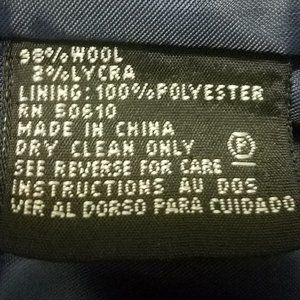 98%WOOL
2%LYCRA
LINING:100%POLYESTER
RN 50610
MADE IN CHINA
DRY CLEAN ONLY P
SEE REVERSE FOR CARE
INSTRUCTIONS AU DOS
VER AL DORSO PARA CUIDADO